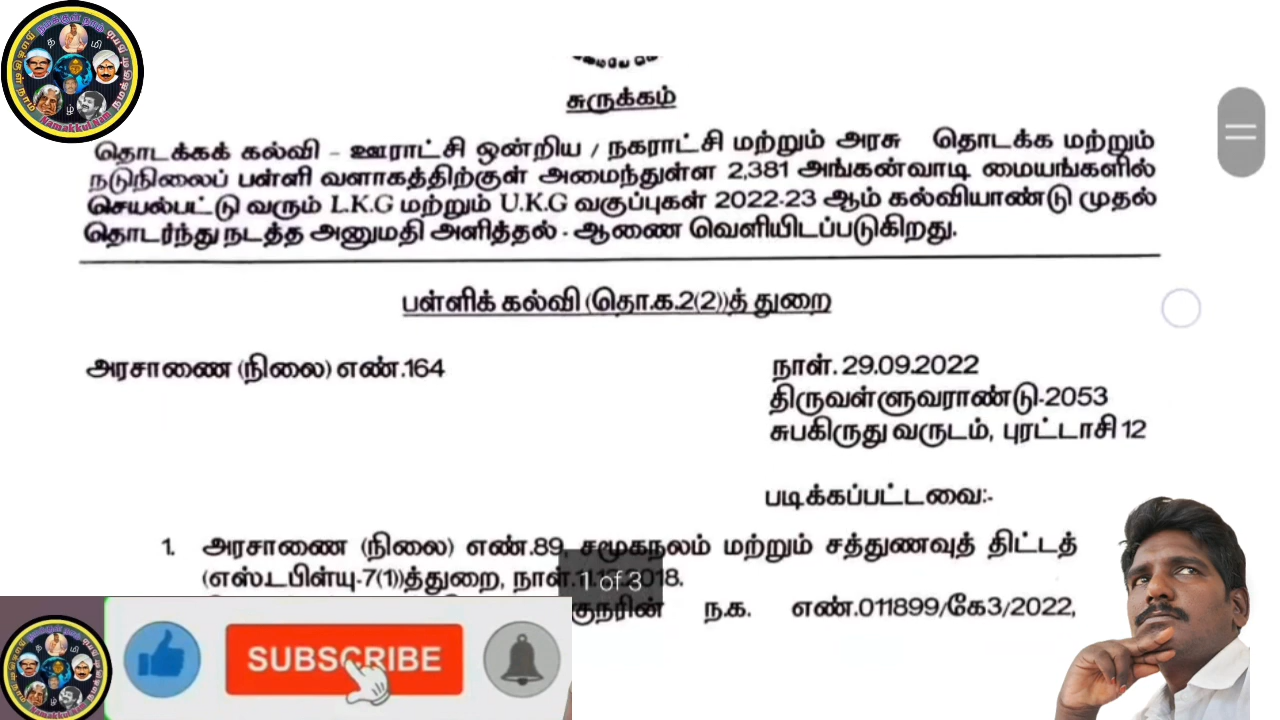 சுருக்கம்
தொடக்கக் கல்வி – ஊராட்சி ஒன்றிய / நகராட்சி மற்றும் அரசு தொடக்க மற்றும்
நடுநிலைப் பள்ளி வளாகத்திற்குள் அமைந்துள்ள 2,381 அங்கன்வாடி மையங்களில்
செயல்பட்டு வரும் L.K.G மற்றும் U.K.G வகுப்புகள் 2022-23 ஆம் கல்வியாண்டு முதல்
தொடர்ந்து நடத்த அனுமதி அளித்தல் - ஆணை வெளியிடப்படுகிறது.
பள்ளிக் கல்வி (தொ.க.2(2))த் துறை
அரசாணை (நிலை) எண்.164
நாள். 29.09.2022
திருவள்ளுவராண்டு-2053
சுபகிருது வருடம், புரட்டாசி 12
படிக்கப்பட்டவை:-
1. அரசாணை (நிலை) எண்.89, சமூகநலம் மற்றும் சத்துணவுத் திட்டத்
(எஸ்.டபிள்யு-7(1))த்துறை, நாள்.
1 of 3
ந.க. எண்.011899/கே3/2022,
SUBSCRIBE